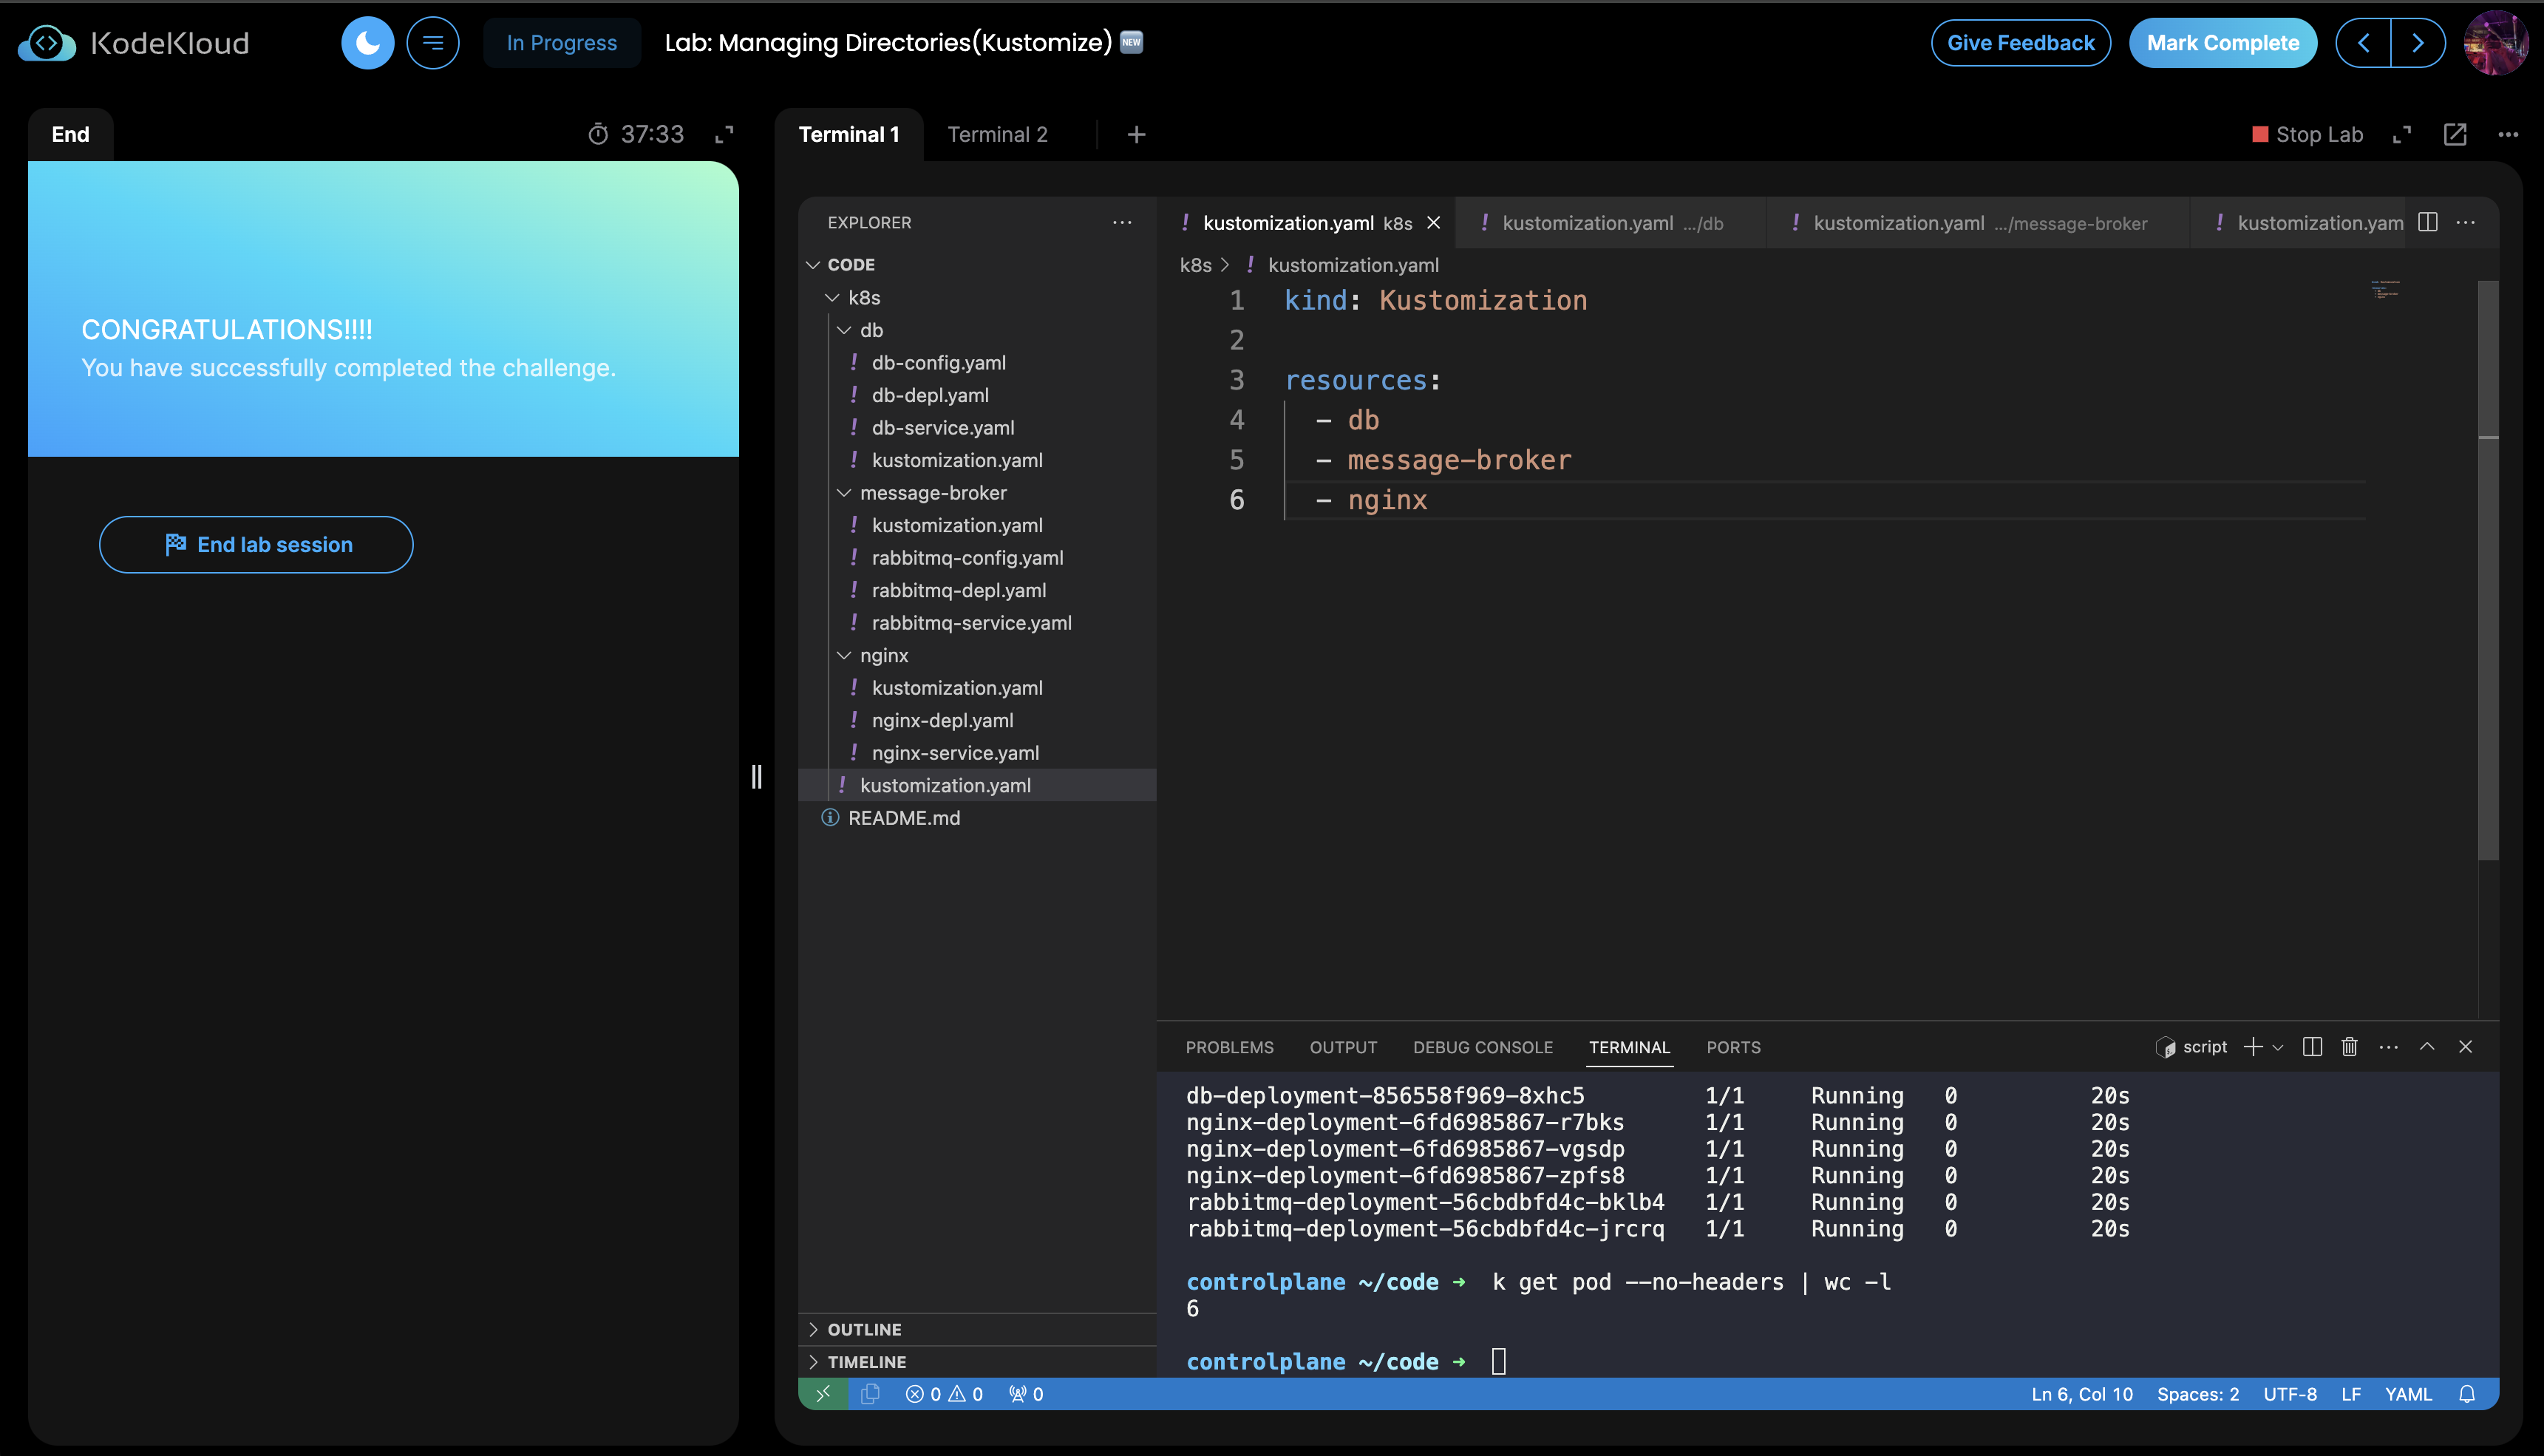 KodeKloud
In Progress
Lab: Managing Directories(Kustomize) NEW
Give Feedback
Mark Complete
End
37:33
CONGRATULATIONS!!!!
You have successfully completed the challenge.
End lab session
Terminal 1
Terminal 2
Stop Lab
EXPLORER
CODE
k8s
db
! db-config.yaml
! db-depl.yaml
! db-service.yaml
! kustomization.yaml
message-broker
! kustomization.yaml
! rabbitmq-config.yaml
! rabbitmq-depl.yaml
! rabbitmq-service.yaml
nginx
! kustomization.yaml
! nginx-depl.yaml
! nginx-service.yaml
! kustomization.yaml
README.md
OUTLINE
TIMELINE
! kustomization.yaml k8s
! kustomization.yaml .../db
! kustomization.yaml .../message-broker
! kustomization.yam
k8s > ! kustomization.yaml
1 kind: Kustomization
2
3 resources:
4 - db
5 - message-broker
6 - nginx
PROBLEMS OUTPUT DEBUG CONSOLE TERMINAL PORTS
script
db-deployment-856558f969-8xhc5 1/1 Running 0 20s
nginx-deployment-6fd6985867-r7bks 1/1 Running 0 20s
nginx-deployment-6fd6985867-vgsdp 1/1 Running 0 20s
nginx-deployment-6fd6985867-zpfs8 1/1 Running 0 20s
rabbitmq-deployment-56cbdbfd4c-bklb4 1/1 Running 0 20s
rabbitmq-deployment-56cbdbfd4c-jrcrq 1/1 Running 0 20s
controlplane ~/code ➜ k get pod --no-headers | wc -l
6
controlplane ~/code ➜
0 0 0
Ln 6, Col 10 Spaces: 2 UTF-8 LF YAML